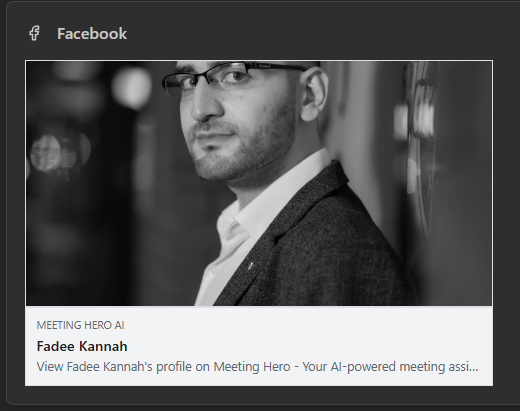 Facebook
MEETING HERO AI
Fadee Kannah
View Fadee Kannah's profile on Meeting Hero - Your AI-powered meeting assi...